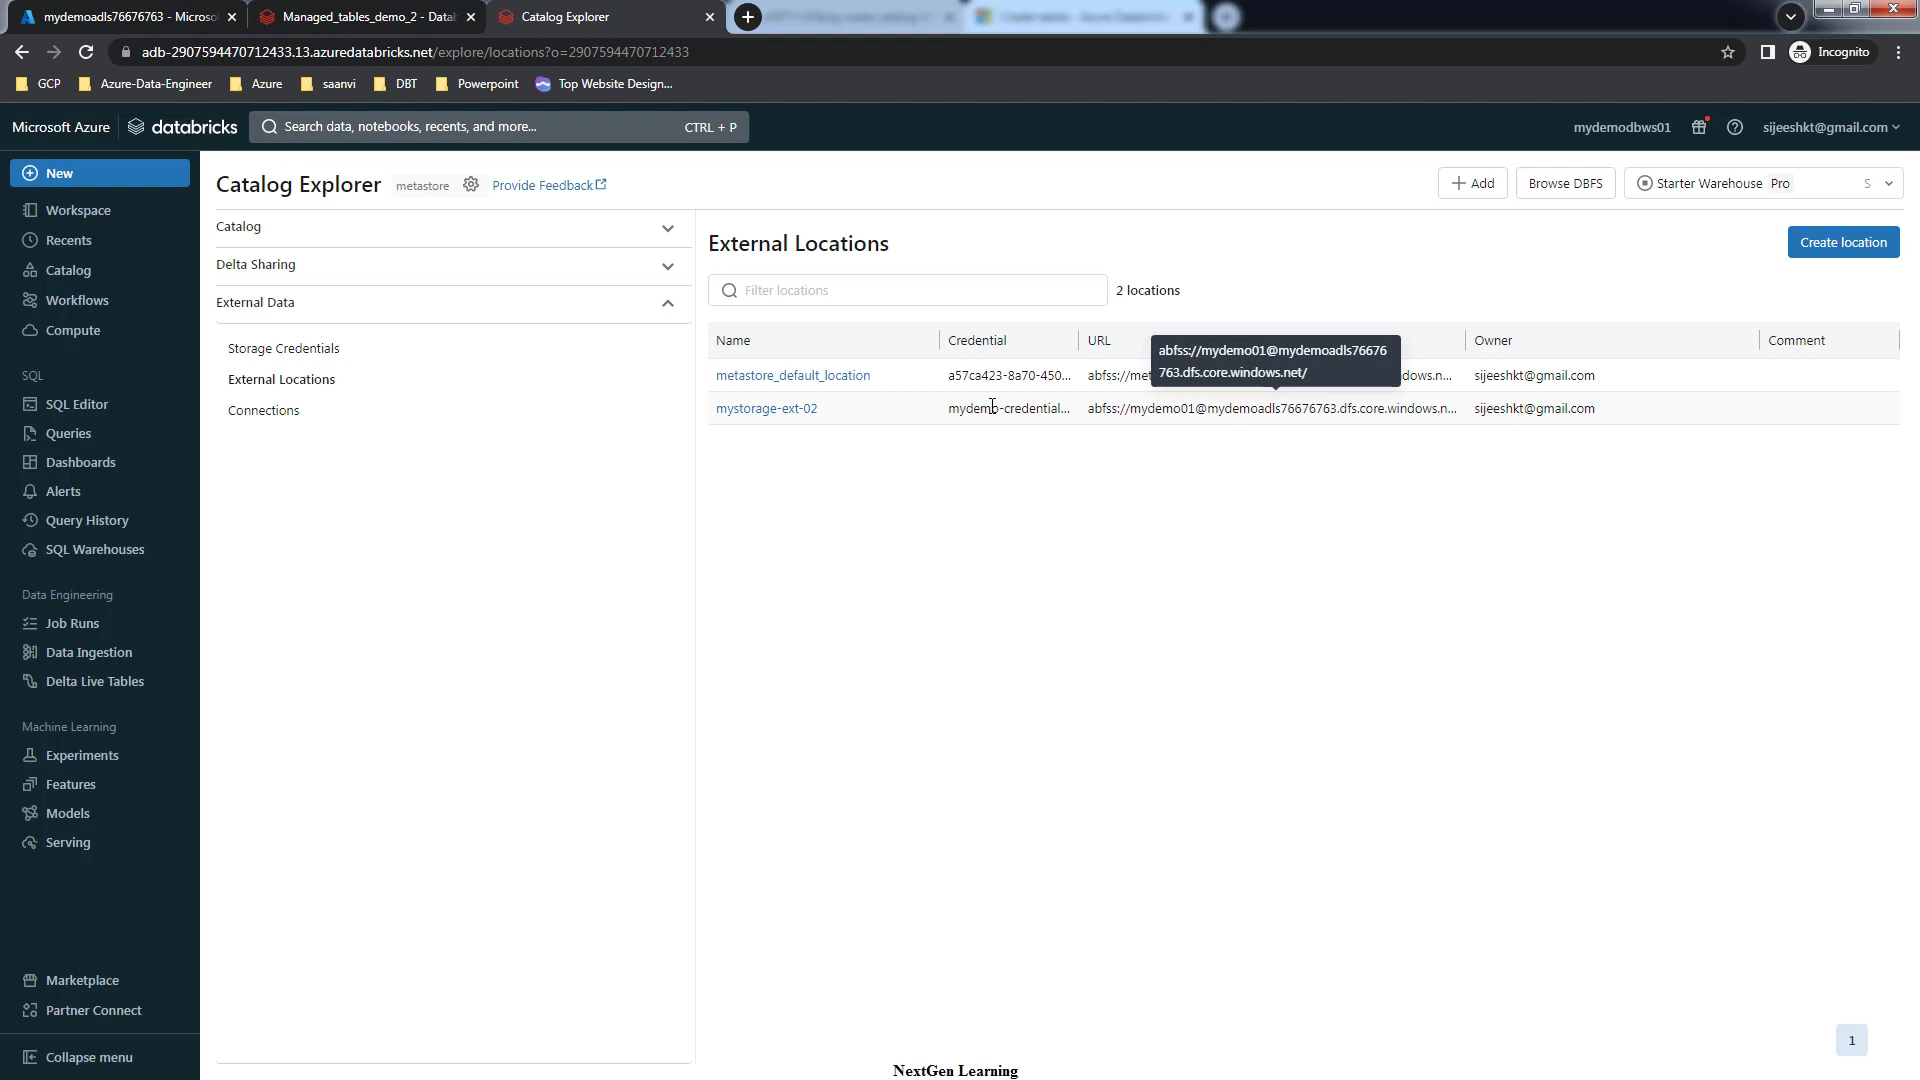 mydemoadls76676763 - Microso
Managed_tables_demo_2 - Datab
Catalog Explorer
adb-2907594470712433.13.azuredatabricks.net/explore/locations?o=2907594470712433
Incognito
GCP
Azure-Data-Engineer
Azure
saanvi
DBT
Powerpoint
Top Website Design...
Microsoft Azure
databricks
Search data, notebooks, recents, and more...
CTRL + P
mydemodbws01
sijeeshkt@gmail.com
New
Workspace
Recents
Catalog
Workflows
Compute
SQL
SQL Editor
Queries
Dashboards
Alerts
Query History
SQL Warehouses
Data Engineering
Job Runs
Data Ingestion
Delta Live Tables
Machine Learning
Experiments
Features
Models
Serving
Marketplace
Partner Connect
Collapse menu
Catalog Explorer
metastore
Provide Feedback
Add
Browse DBFS
Starter Warehouse Pro S
Catalog
Delta Sharing
External Data
Storage Credentials
External Locations
Connections
External Locations
Create location
Filter locations
2 locations
Name Credential URL Owner Comment
abfss://mydemo01@mydemoadls76676
763.dfs.core.windows.net/
metastore_default_location a57ca423-8a70-450... abfss://met dows.n... sijeeshkt@gmail.com
mystorage-ext-02 mydemo-credential... abfss://mydemo01@mydemoadls76676763.dfs.core.windows.n... sijeeshkt@gmail.com
1
NextGen Learning